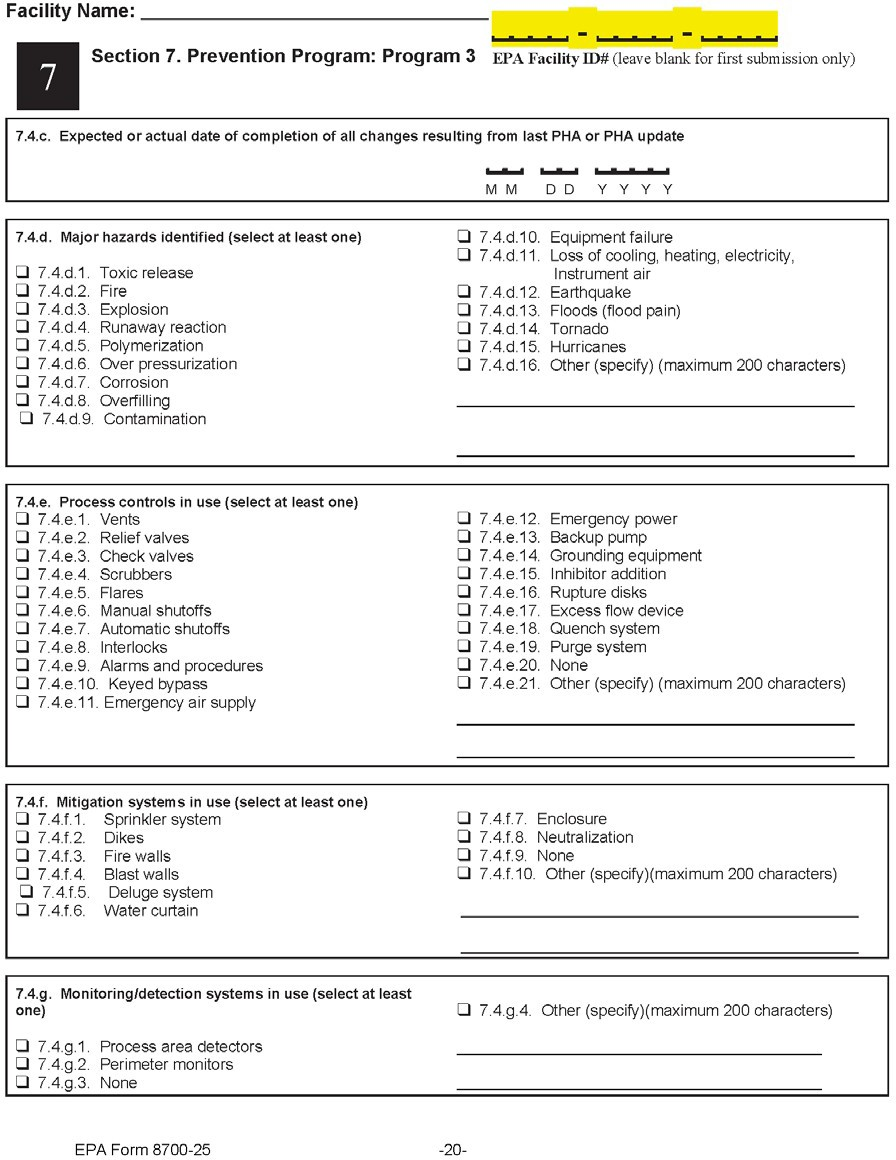 Facility Name:
7
Section 7. Prevention Program: Program 3
EPA Facility ID# (leave blank for first submission only)
7.4.c. Expected or actual date of completion of all changes resulting from last PHA or PHA update
M M D D Y Y Y Y
7.4.d. Major hazards identified (select at least one)
❑ 7.4.d.1. Toxic release
❑ 7.4.d.2. Fire
❑ 7.4.d.3. Explosion
❑ 7.4.d.4. Runaway reaction
❑ 7.4.d.5. Polymerization
❑ 7.4.d.6. Over pressurization
❑ 7.4.d.7. Corrosion
❑ 7.4.d.8. Overfilling
❑ 7.4.d.9. Contamination
❑ 7.4.d.10. Equipment failure
❑ 7.4.d.11. Loss of cooling, heating, electricity,
Instrument air
❑ 7.4.d.12. Earthquake
❑ 7.4.d.13. Floods (flood pain)
❑ 7.4.d.14. Tornado
❑ 7.4.d.15. Hurricanes
❑ 7.4.d.16. Other (specify) (maximum 200 characters)
7.4.e. Process controls in use (select at least one)
❑ 7.4.e.1. Vents
❑ 7.4.e.2. Relief valves
❑ 7.4.e.3. Check valves
❑ 7.4.e.4. Scrubbers
❑ 7.4.e.5. Flares
❑ 7.4.e.6. Manual shutoffs
❑ 7.4.e.7. Automatic shutoffs
❑ 7.4.e.8. Interlocks
❑ 7.4.e.9. Alarms and procedures
❑ 7.4.e.10. Keyed bypass
❑ 7.4.e.11. Emergency air supply
❑ 7.4.e.12. Emergency power
❑ 7.4.e.13. Backup pump
❑ 7.4.e.14. Grounding equipment
❑ 7.4.e.15. Inhibitor addition
❑ 7.4.e.16. Rupture disks
❑ 7.4.e.17. Excess flow device
❑ 7.4.e.18. Quench system
❑ 7.4.e.19. Purge system
❑ 7.4.e.20. None
❑ 7.4.e.21. Other (specify) (maximum 200 characters)
7.4.f. Mitigation systems in use (select at least one)
❑ 7.4.f.1. Sprinkler system
❑ 7.4.f.2. Dikes
❑ 7.4.f.3. Fire walls
❑ 7.4.f.4. Blast walls
❑ 7.4.f.5. Deluge system
❑ 7.4.f.6. Water curtain
❑ 7.4.f.7. Enclosure
❑ 7.4.f.8. Neutralization
❑ 7.4.f.9. None
❑ 7.4.f.10. Other (specify)(maximum 200 characters)
7.4.g. Monitoring/detection systems in use (select at least
one)
❑ 7.4.g.1. Process area detectors
❑ 7.4.g.2. Perimeter monitors
❑ 7.4.g.3. None
❑ 7.4.g.4. Other (specify)(maximum 200 characters)
EPA Form 8700-25
-20-